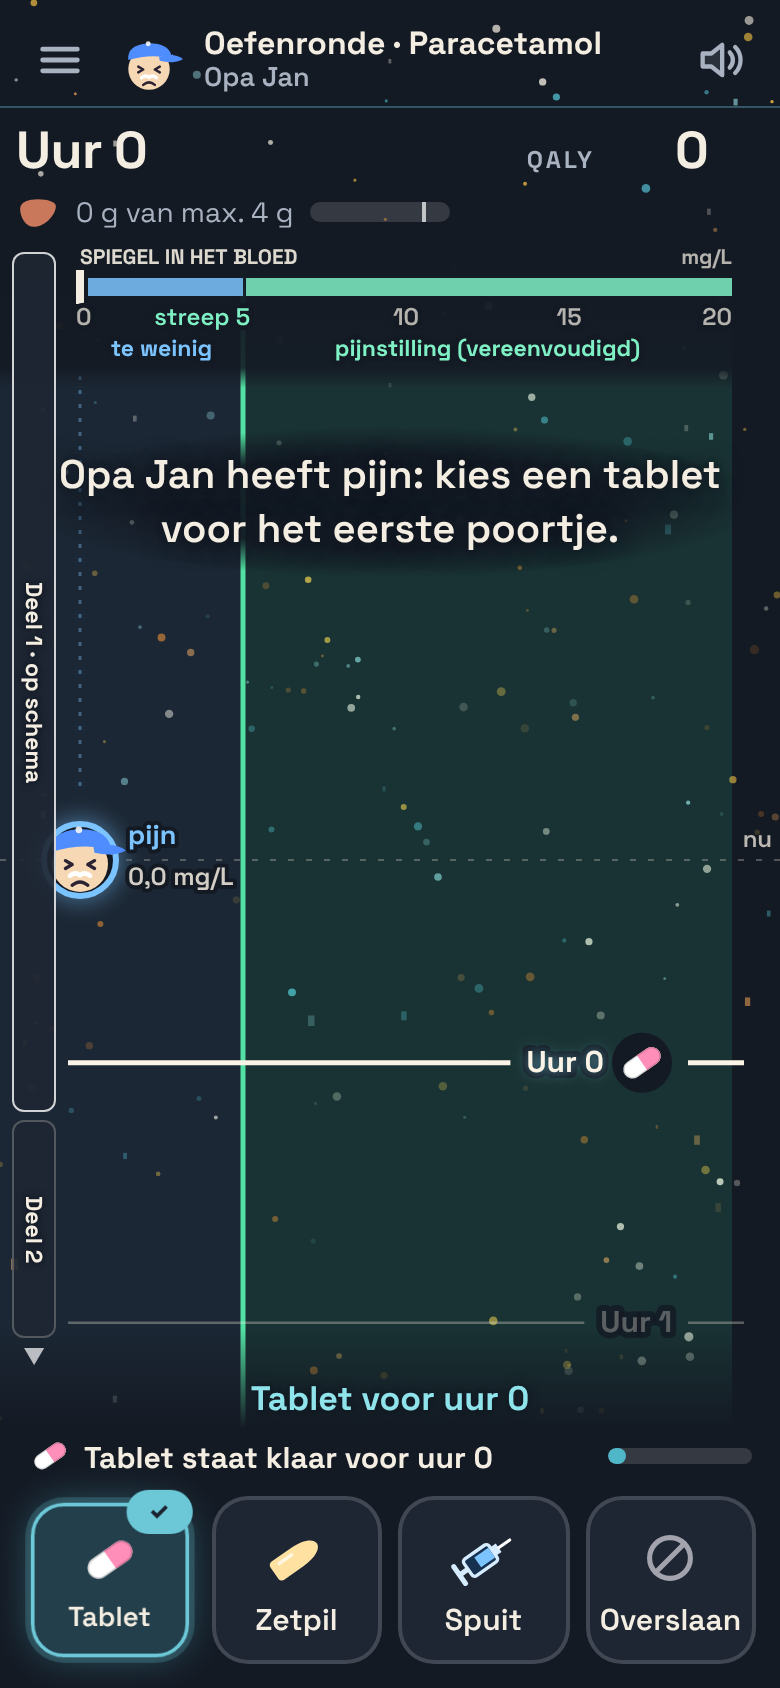 Oefenronde · Paracetamol
Opa Jan
Uur 0
QALY 0
0 g van max. 4 g
SPIEGEL IN HET BLOED mg/L
0 streep 5 10 15 20
te weinig pijnstilling (vereenvoudigd)
Opa Jan heeft pijn: kies een tablet
voor het eerste poortje.
Deel 1 · op schema
pijn
nu
0,0 mg/L
Uur 0
Deel 2
Uur 1
Tablet voor uur 0
Tablet staat klaar voor uur 0
Tablet Zetpil Spuit Overslaan